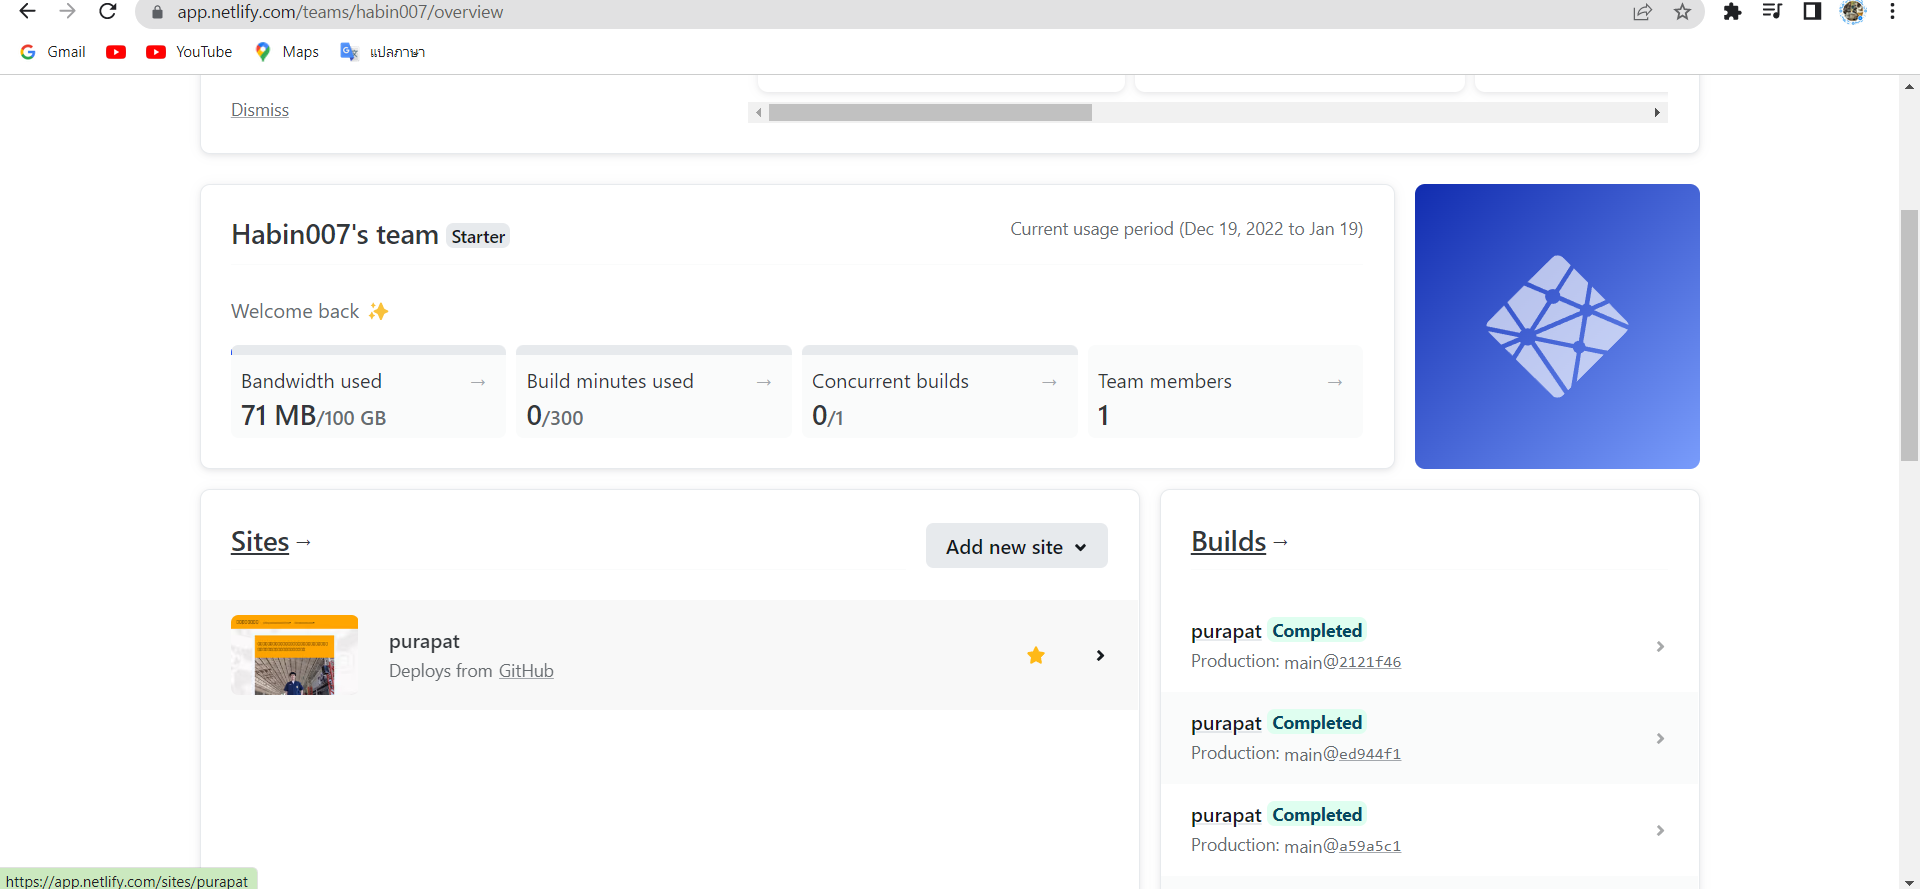 app.netlify.com/teams/habin007/overview
Gmail
YouTube
Maps
แปลภาษา
Dismiss
Habin007's team Starter
Current usage period (Dec 19, 2022 to Jan 19)
Welcome back ✨
Bandwidth used →
71 MB/100 GB
Build minutes used →
0/300
Concurrent builds →
0/1
Team members →
1
Sites →
Add new site
purapat
Deploys from GitHub
Builds →
purapat Completed
Production: main@2121f46
purapat Completed
Production: main@ed944f1
purapat Completed
Production: main@a59a5c1
https://app.netlify.com/sites/purapat